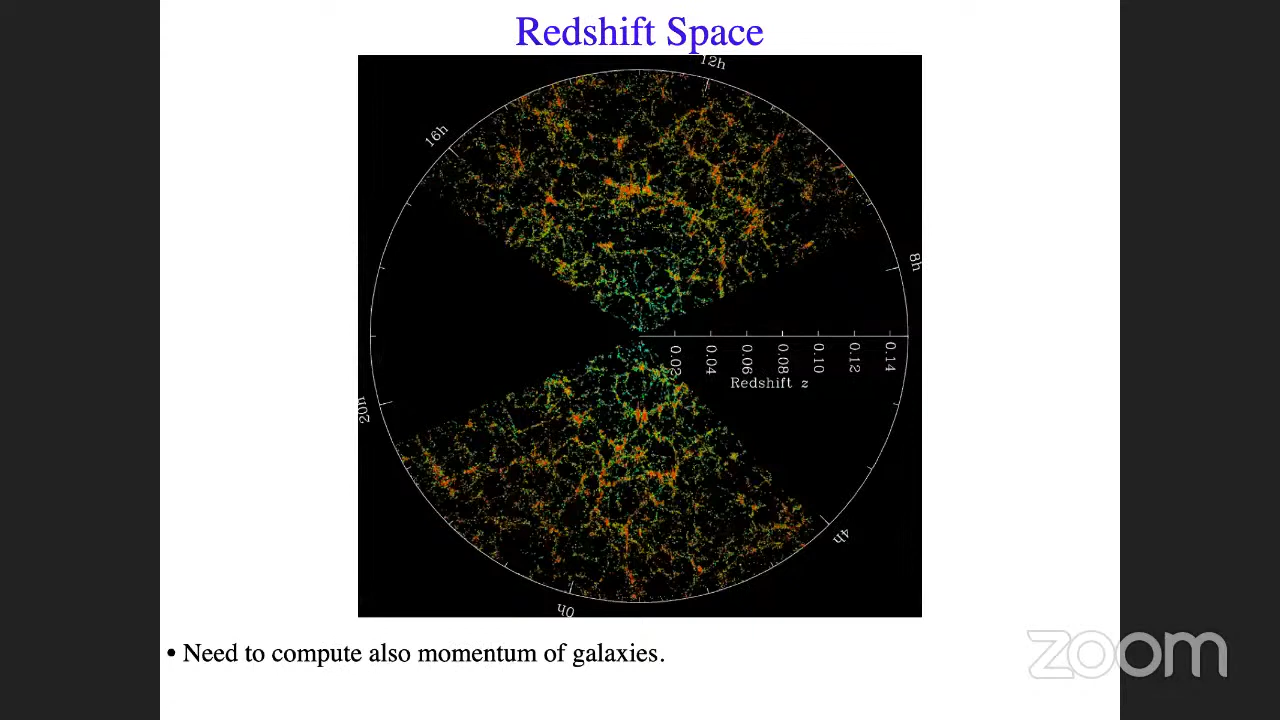 Redshift Space
12h
16h
8h
0.02 0.04 0.06 0.08 0.10 0.12 0.14
Redshift z
20h
4h
0h
• Need to compute also momentum of galaxies.
zoom